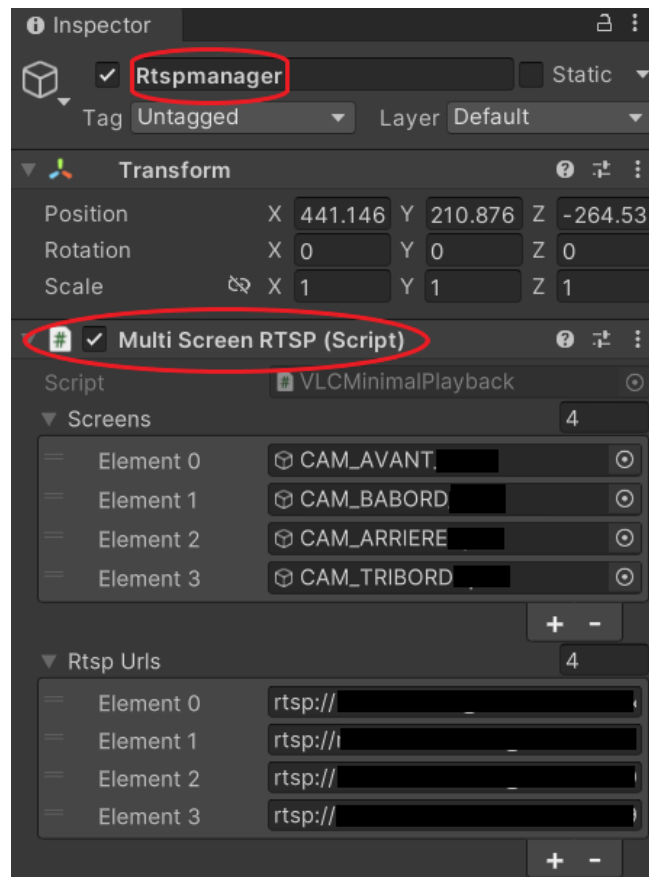 Inspector
Rtspmanager Static
Tag Untagged Layer Default
Transform
Position X 441.146 Y 210.876 Z -264.53
Rotation X 0 Y 0 Z 0
Scale X 1 Y 1 Z 1
# Multi Screen RTSP (Script)
Script # VLCMinimalPlayback
Screens 4
Element 0 CAM_AVANT
Element 1 CAM_BABORD
Element 2 CAM_ARRIERE
Element 3 CAM_TRIBORD
+ -
Rtsp Urls 4
Element 0 rtsp://
Element 1 rtsp://
Element 2 rtsp://
Element 3 rtsp://
+ -